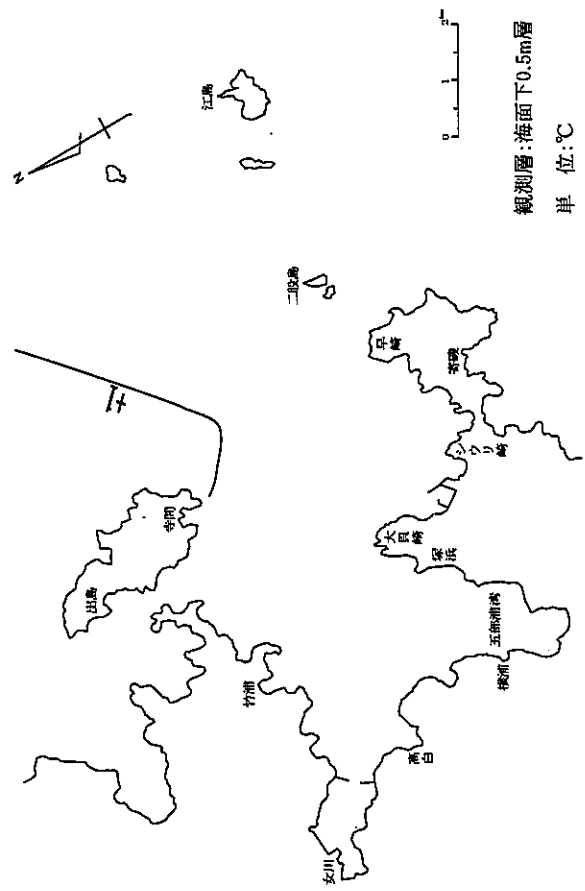 N
江島
二股島
+1
出島
寺間
早崎
寄磯
シウリ崎
大貝崎
塚浜
竹浦
五部浦湾
横浦
高白
女川
0 1 2
観測層:海面下0.5m層
単 位:℃